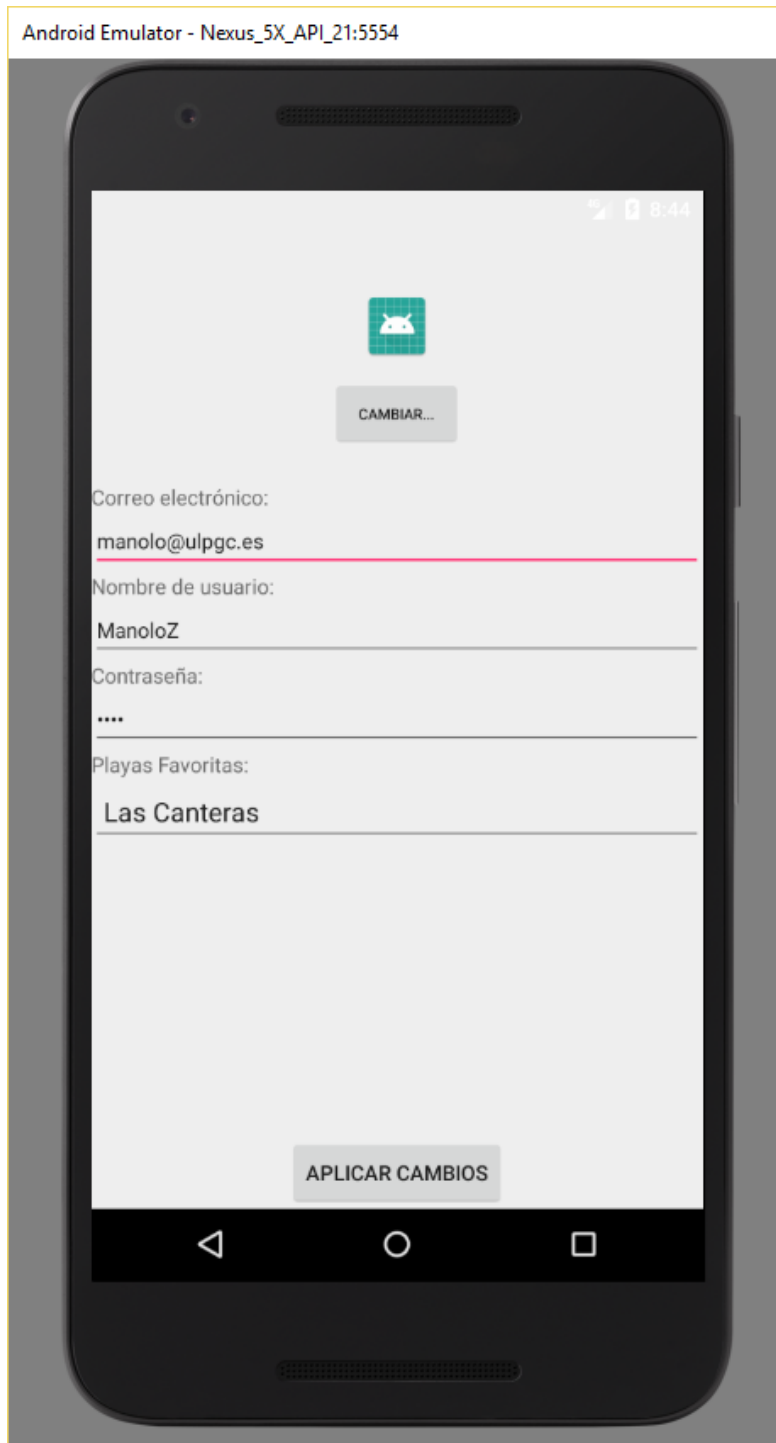 Android Emulator - Nexus_5X_API_21:5554
4G 8:44
CAMBIAR...
Correo electrónico:
manolo@ulpgc.es
Nombre de usuario:
ManoloZ
Contraseña:
••••
Playas Favoritas:
Las Canteras
APLICAR CAMBIOS